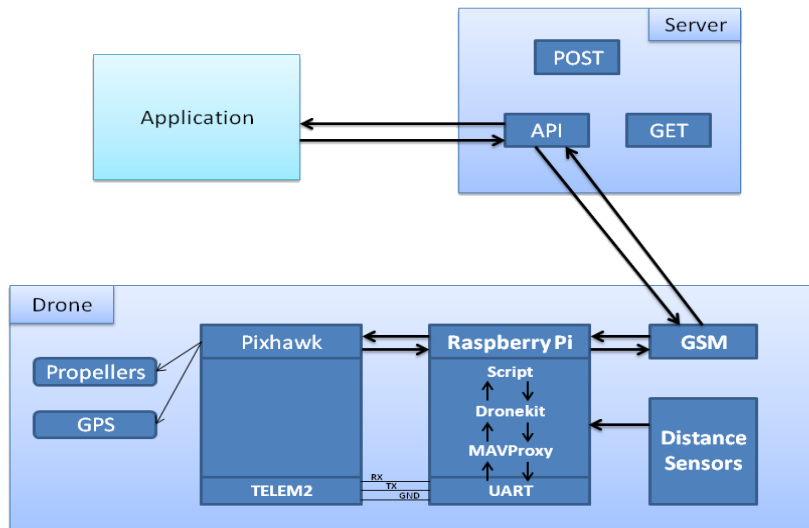 Server
POST
Application
API
GET
Drone
Pixhawk
Raspberry Pi
GSM
Propellers
Script
GPS
Dronekit
Distance
Sensors
MAVProxy
RX
TX
GND
TELEM2
UART